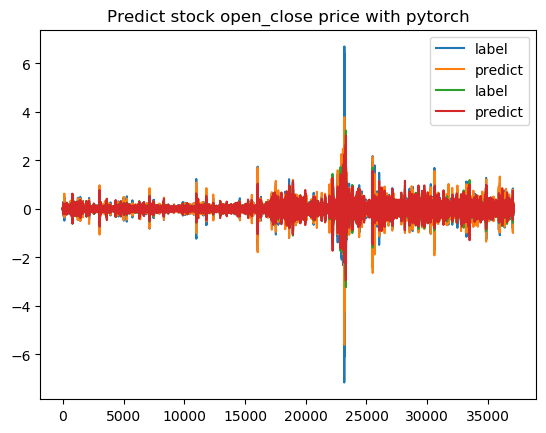 Predict stock open_close price with pytorch
label
predict
label
predict
6
4
2
0
−2
−4
−6
0 5000 10000 15000 20000 25000 30000 35000